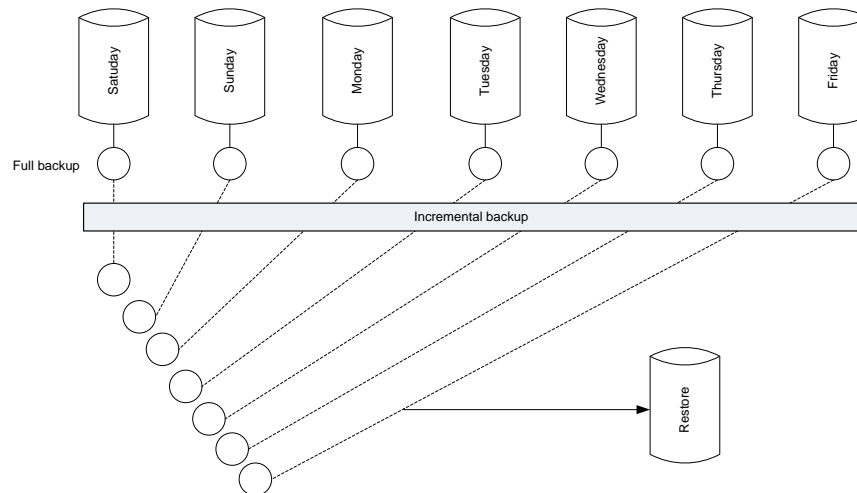 Satuday
Sunday
Monday
Tuesday
Wednesday
Thursday
Friday
Full backup
Incremental backup
Restore